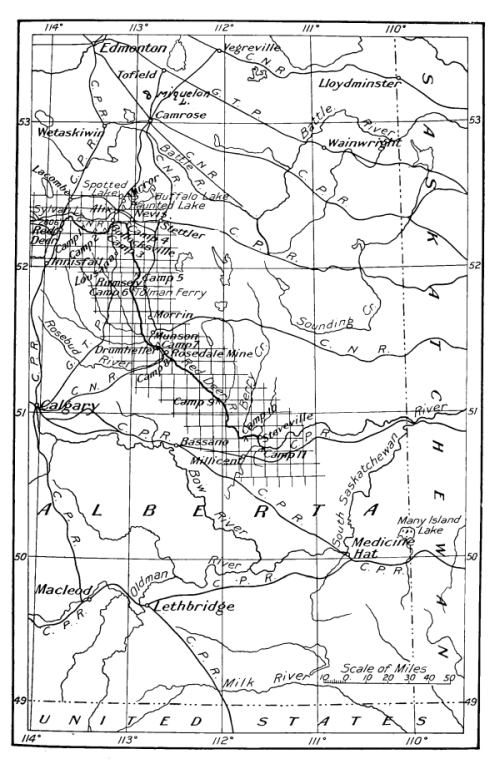 114° 113° 112° 111° 110°
Edmonton
Vegreville
C. N. R.
Tofield
Lloydminster
S
C. P. R.
Miquelon L.
G. T. P.
Camrose
Battle River
53
53
A
Wetaskiwin
Wainwright
C. P. R.
Battle R.
C. N. R.
C. N. R.
C. P. R.
S
Lacombe
Spotted Lake
Mirror
Buffalo Lake
Haunted Lake
K
Sylvan
Alix
Nevis
Stettler
Red Deer
C. N. R.
Camp 1
Camp 2
Camp 3
Camp 4
C. P. R.
A
Innisfail
52
52
Lousana
Rumsey
Camp 5
Camp 6
Tolman Ferry
Morrin
Sounding Cr.
T
Rosebud River
G. T. P.
Munson
Camp 7
Drumheller
Rosedale Mine
Camp 8
C. N. R.
C. P. R.
C. N. R.
Red Deer R.
Berry Cr.
C
Camp 9
Calgary
51
51
Camp 10
Steveville
River
C. P. R.
C. P. R.
Bassano
Millicent
Camp 11
H
Bow River
C. P. R.
South Saskatchewan
E
C. P. R.
A L B E R T A
Many Island Lake
W
50
50
Medicine Hat
Oldman River
C. P. R.
C. P. R.
Macleod
A
Lethbridge
C. P. R.
N
C. P. R.
Scale of Miles
10 0 10 20 30 40 50
Milk River
49
49
UNITED STATES
114° 113° 112° 111° 110°